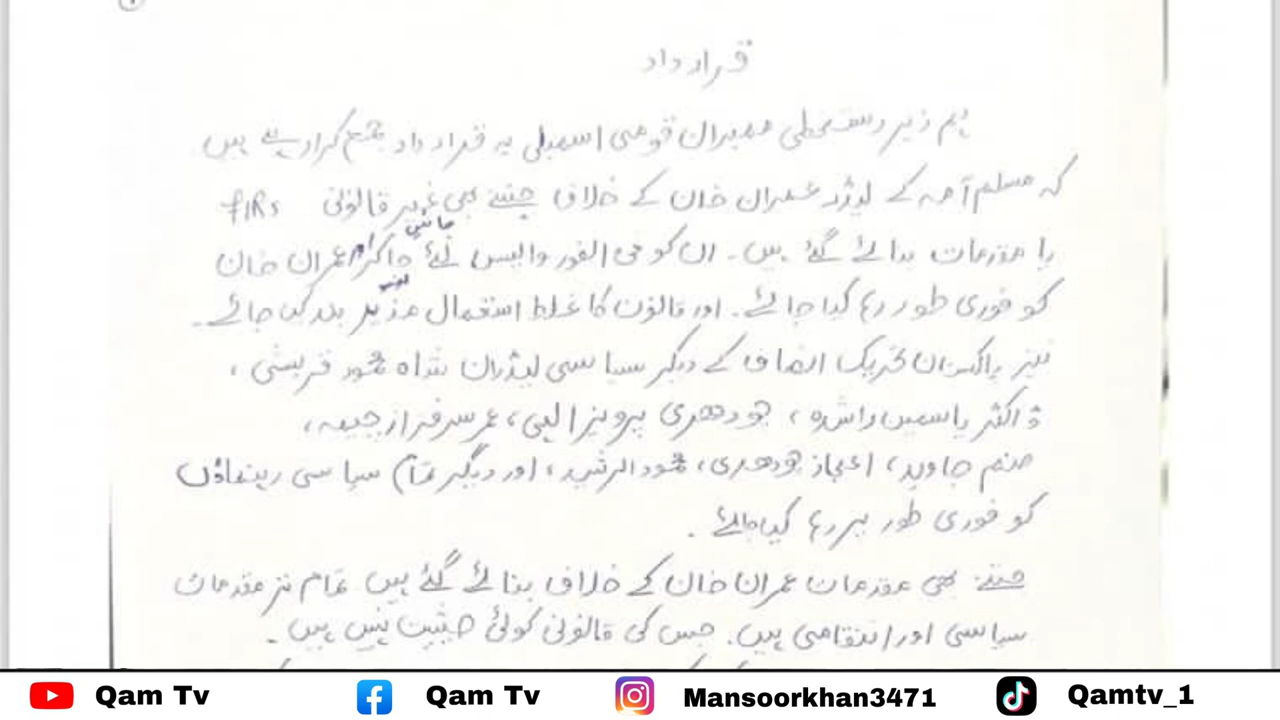 قرارداد
ہم زیر دستخطی ممبران قومی اسمبلی یہ قرارداد جمع کرا رہے ہیں
کہ مسلم امہ کے لیڈر عمران خان کے خلاف جتنے بھی غیر قانونی FIRs
یا مقدمات بنائے گئے ہیں۔ ان کو فی الفور واپس لئے جائیں عمران خان
کو فوری طور رہا کیا جائے۔ اور قانون کا غلط استعمال مزید بند کیا جائے۔
نیز پاکستان تحریک انصاف کے دیگر سیاسی لیڈران شاہ محمود قریشی،
ڈاکٹر یاسمین راشدہ، چودھری پرویز الہی، عمر سرفراز چیمہ،
صنم جاوید، اعجاز چودھری، محمود الرشید، اور دیگر تمام سیاسی رہنماؤں
کو فوری طور پر رہا کیا جائے۔
جتنے بھی مقدمات عمران خان کے خلاف بنائے گئے ہیں تمام تر مقدمات
سیاسی اور انتقامی ہیں۔ جس کی قانونی کوئی حیثیت نہیں ہیں۔
Qam Tv Qam Tv Mansoorkhan3471 Qamtv_1